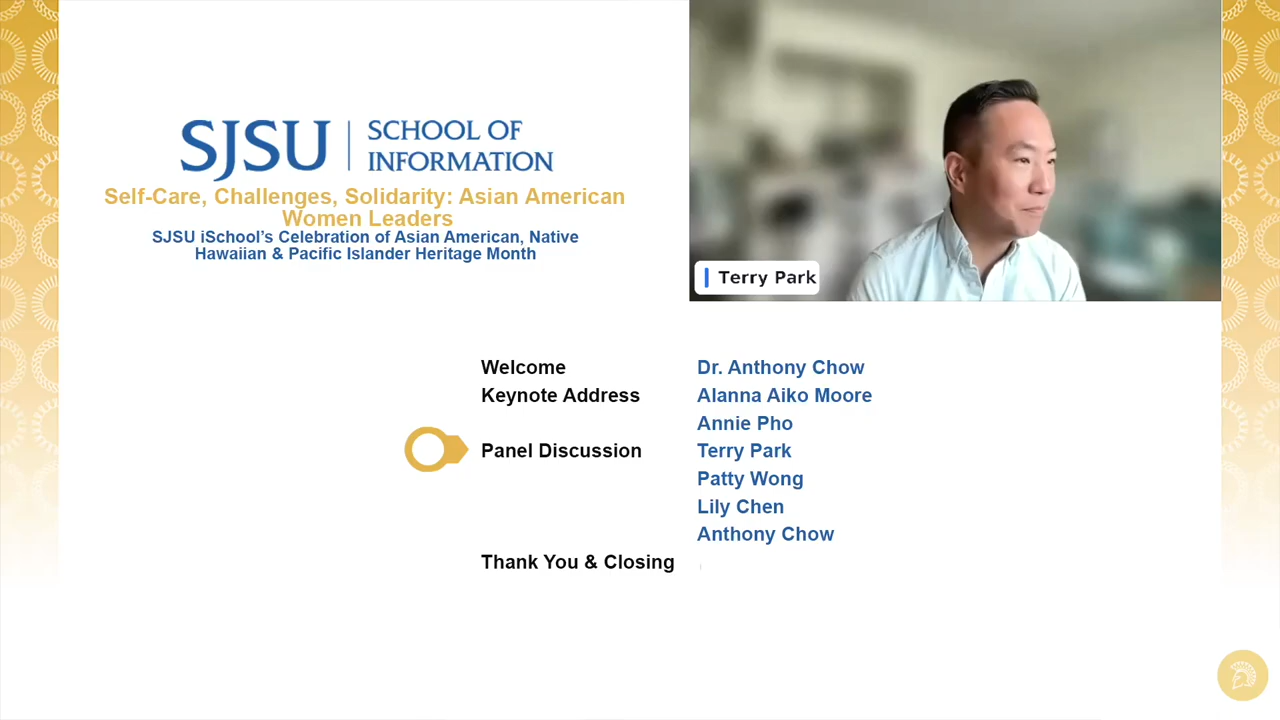 SJSU SCHOOL OF INFORMATION
Self-Care, Challenges, Solidarity: Asian American
Women Leaders
SJSU iSchool's Celebration of Asian American, Native
Hawaiian & Pacific Islander Heritage Month
Terry Park
Welcome Dr. Anthony Chow
Keynote Address Alanna Aiko Moore
Annie Pho
Panel Discussion Terry Park
Patty Wong
Lily Chen
Anthony Chow
Thank You & Closing